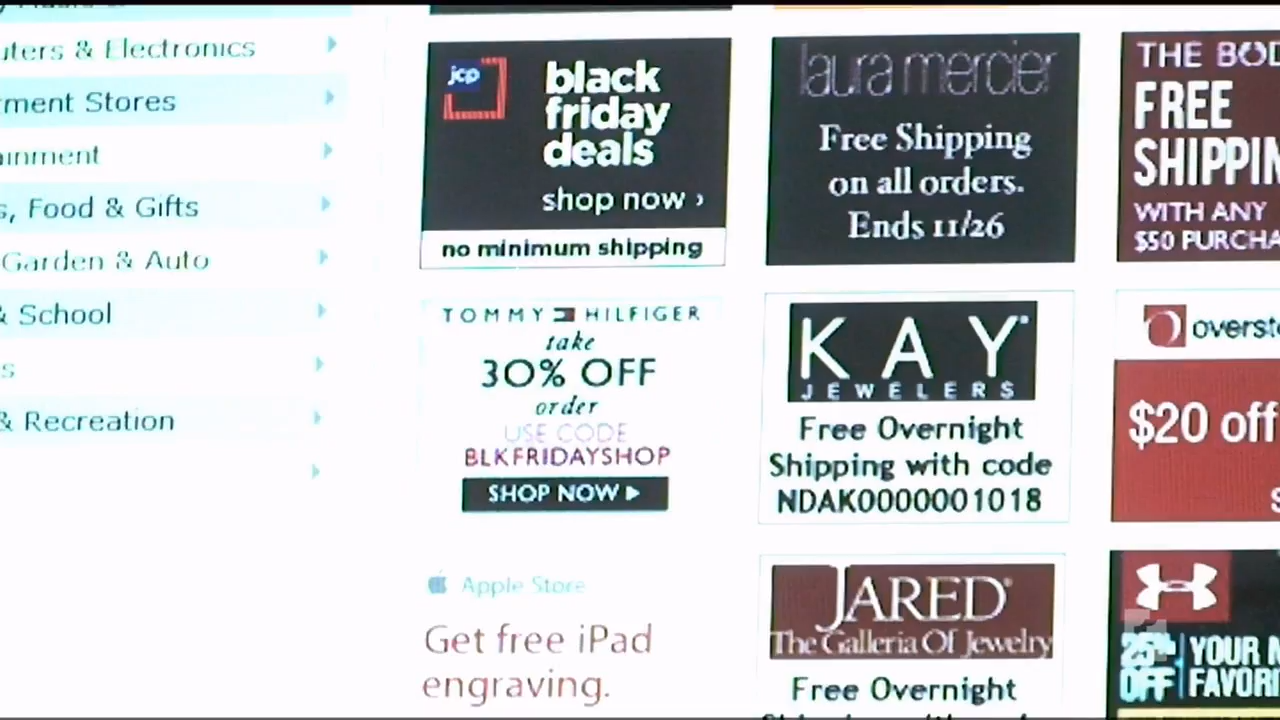 uters & Electronics
rment Stores
ainment
s, Food & Gifts
Garden & Auto
& School
s
& Recreation
jcp
black
friday
deals
shop now ›
no minimum shipping
laura mercier
Free Shipping
on all orders.
Ends 11/26
THE BOD
FREE
SHIPPIN
WITH ANY
$50 PURCHA
TOMMY HILFIGER
take
30% OFF
order
USE CODE
BLKFRIDAYSHOP
SHOP NOW ▶
KAY
JEWELERS
Free Overnight
Shipping with code
NDAK0000001018
overst
$20 off
Apple Store
Get free iPad
engraving.
JARED
The Galleria Of Jewelry
Free Overnight
25%
OFF
YOUR N
FAVORI